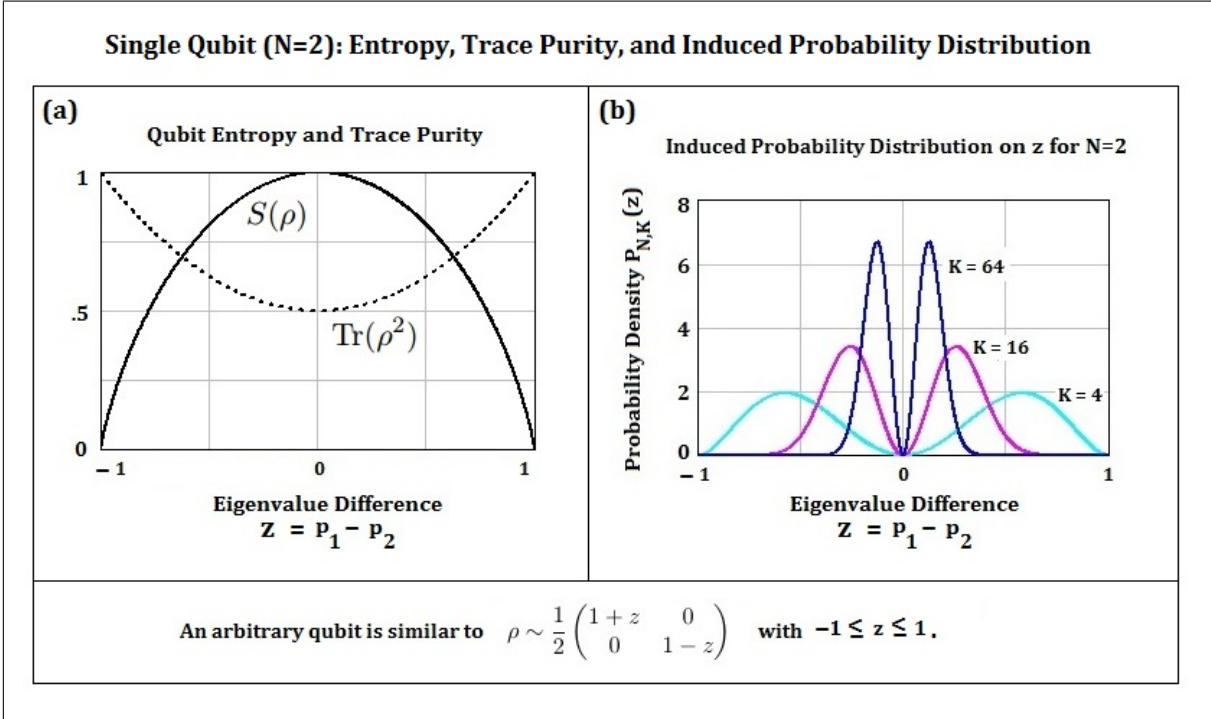 Single Qubit (N=2): Entropy, Trace Purity, and Induced Probability Distribution
(a)
Qubit Entropy and Trace Purity
1
.5
0
S(ρ)
Tr(ρ²)
− 1
0
1
Eigenvalue Difference
z = p₁ − p₂
(b)
Induced Probability Distribution on z for N=2
Probability Density P_N,K(z)
8
6
4
2
0
K = 64
K = 16
K = 4
− 1
0
1
Eigenvalue Difference
z = p₁ − p₂
An arbitrary qubit is similar to ρ ∼ 1/2 (1 + z 0 0 1 − z) with −1 ≤ z ≤ 1.